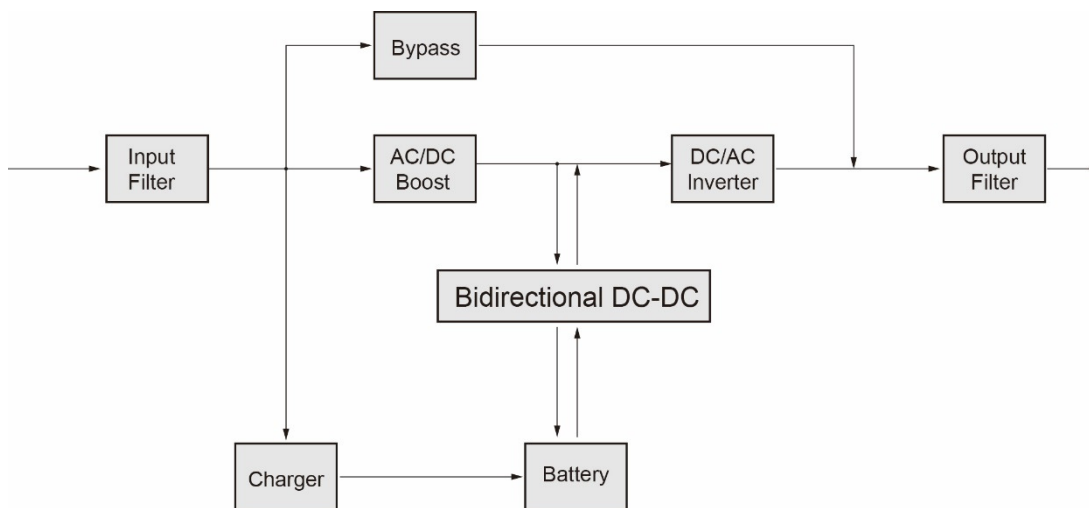 Bypass
Input
Filter
AC/DC
Boost
DC/AC
Inverter
Output
Filter
Bidirectional DC-DC
Charger
Battery